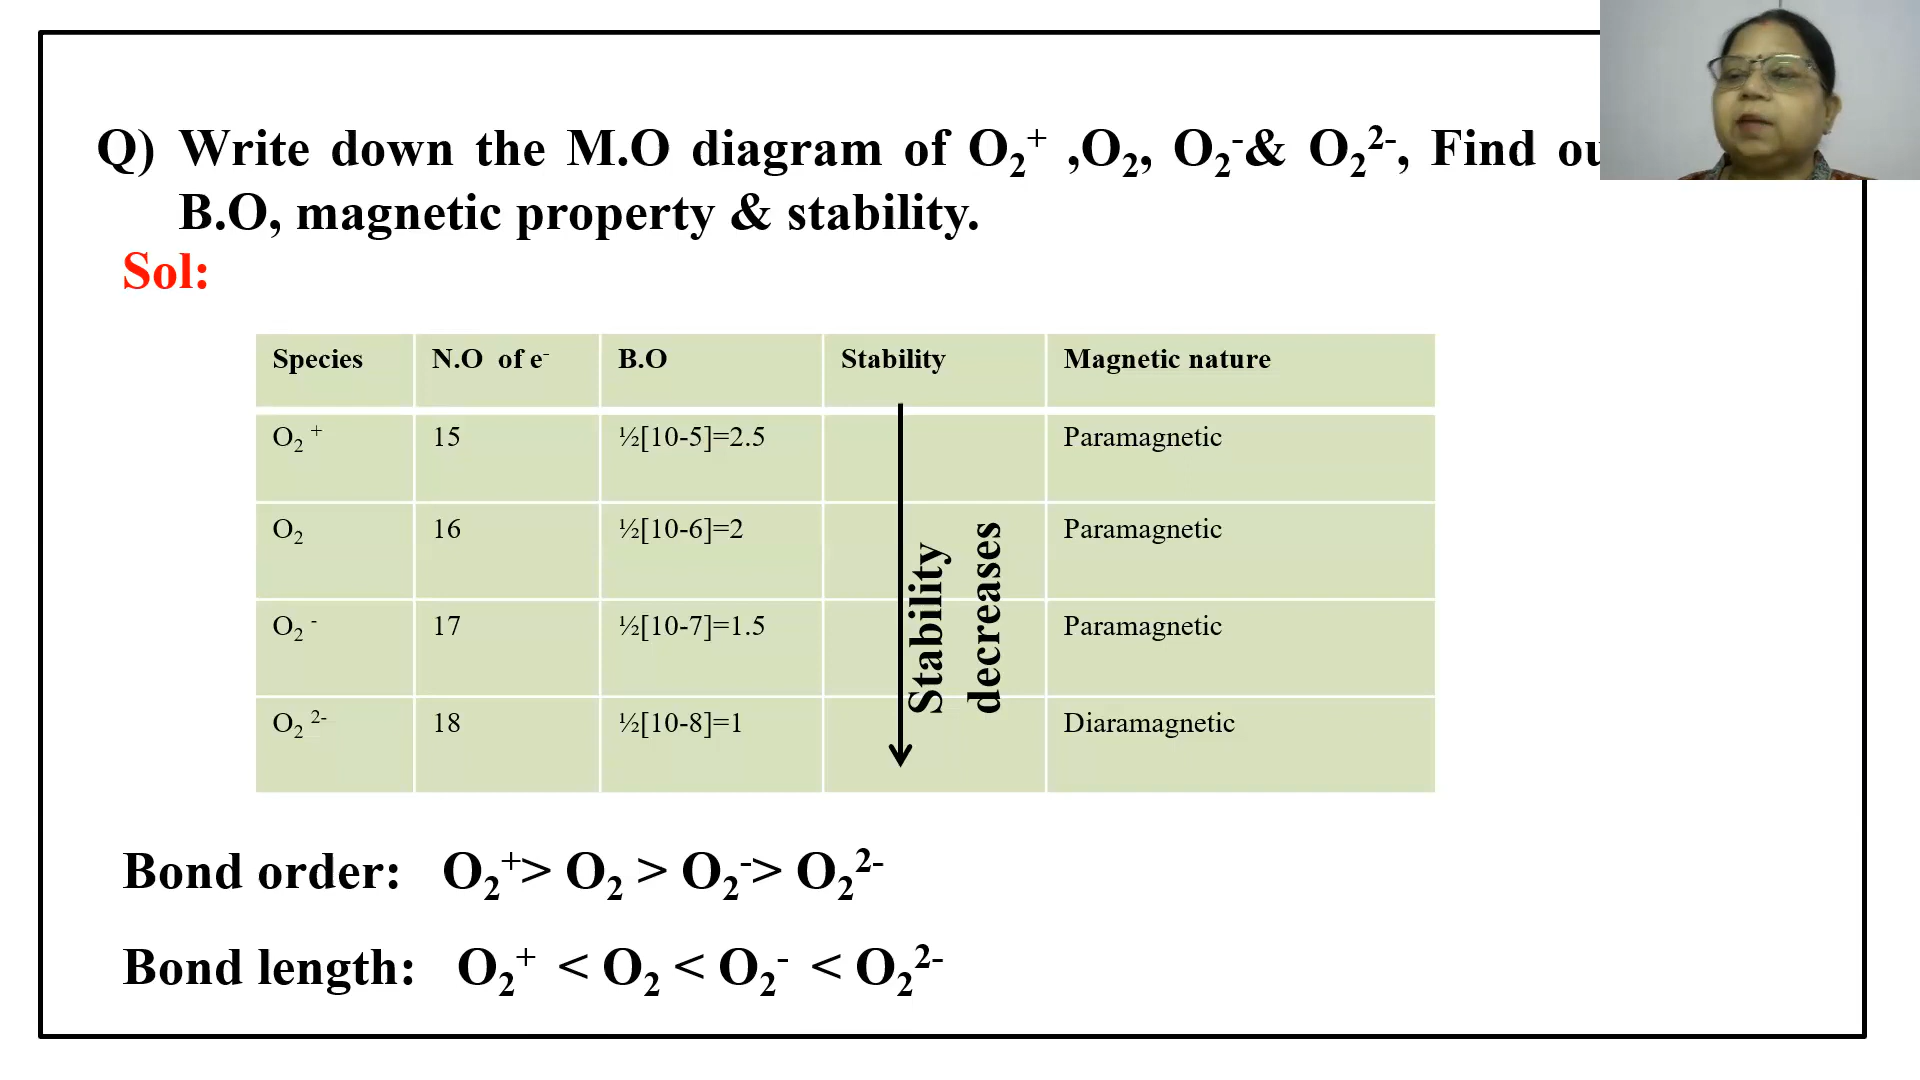 Q) Write down the M.O diagram of O₂⁺ ,O₂, O₂⁻& O₂²⁻, Find
B.O, magnetic property & stability.
Sol:
Species N.O of e⁻ B.O Stability Magnetic nature
O₂ ⁺ 15 ½[10-5]=2.5 Paramagnetic
O₂ 16 ½[10-6]=2 Paramagnetic
O₂ ⁻ 17 ½[10-7]=1.5 Paramagnetic
O₂ ²⁻ 18 ½[10-8]=1 Diaramagnetic
Stability
decreases
Bond order: O₂⁺> O₂ > O₂⁻> O₂²⁻
Bond length: O₂⁺ < O₂ < O₂⁻ < O₂²⁻